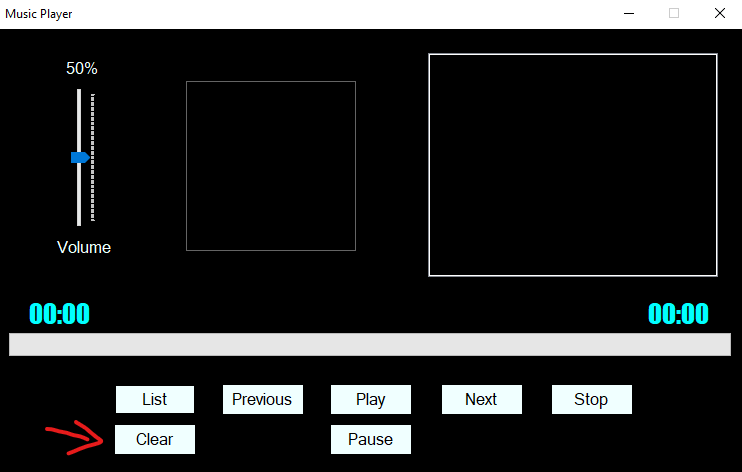 Music Player
50%
Volume
00:00
00:00
List
Previous
Play
Next
Stop
Clear
Pause